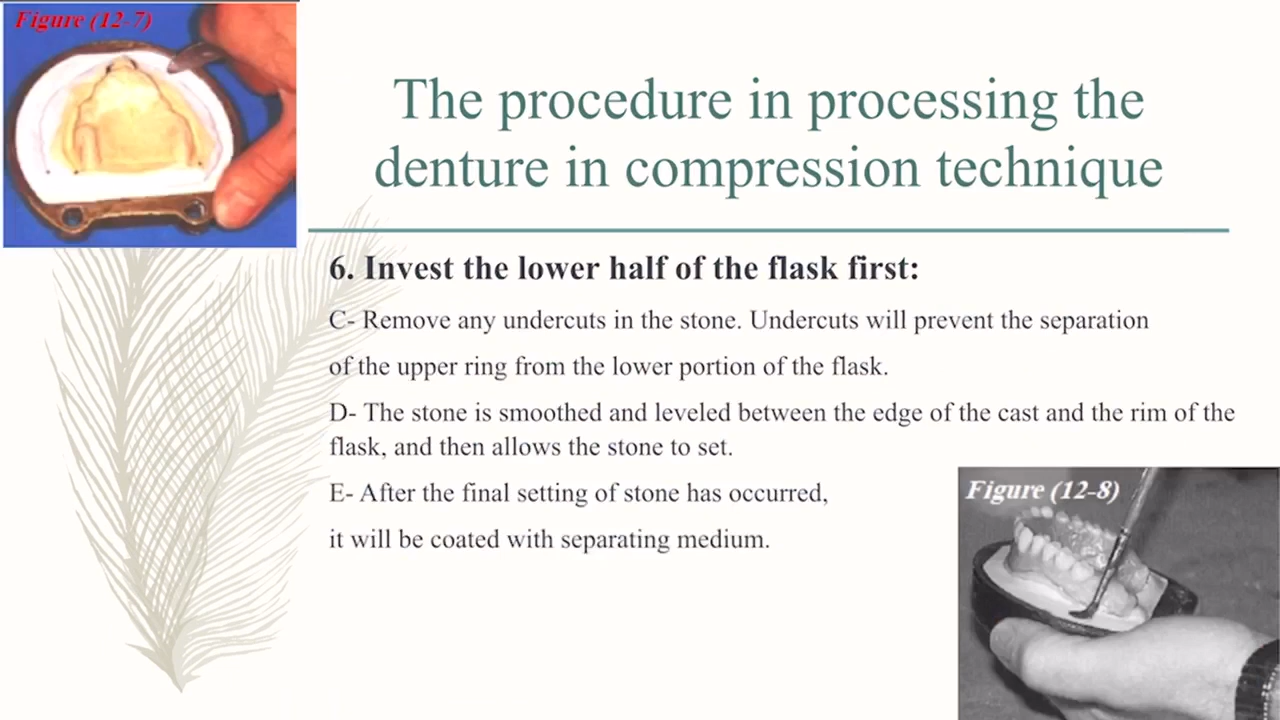 Figure (12-7)
The procedure in processing the
denture in compression technique
6. Invest the lower half of the flask first:
C- Remove any undercuts in the stone. Undercuts will prevent the separation
of the upper ring from the lower portion of the flask.
D- The stone is smoothed and leveled between the edge of the cast and the rim of the
flask, and then allows the stone to set.
E- After the final setting of stone has occurred,
it will be coated with separating medium.
Figure (12-8)